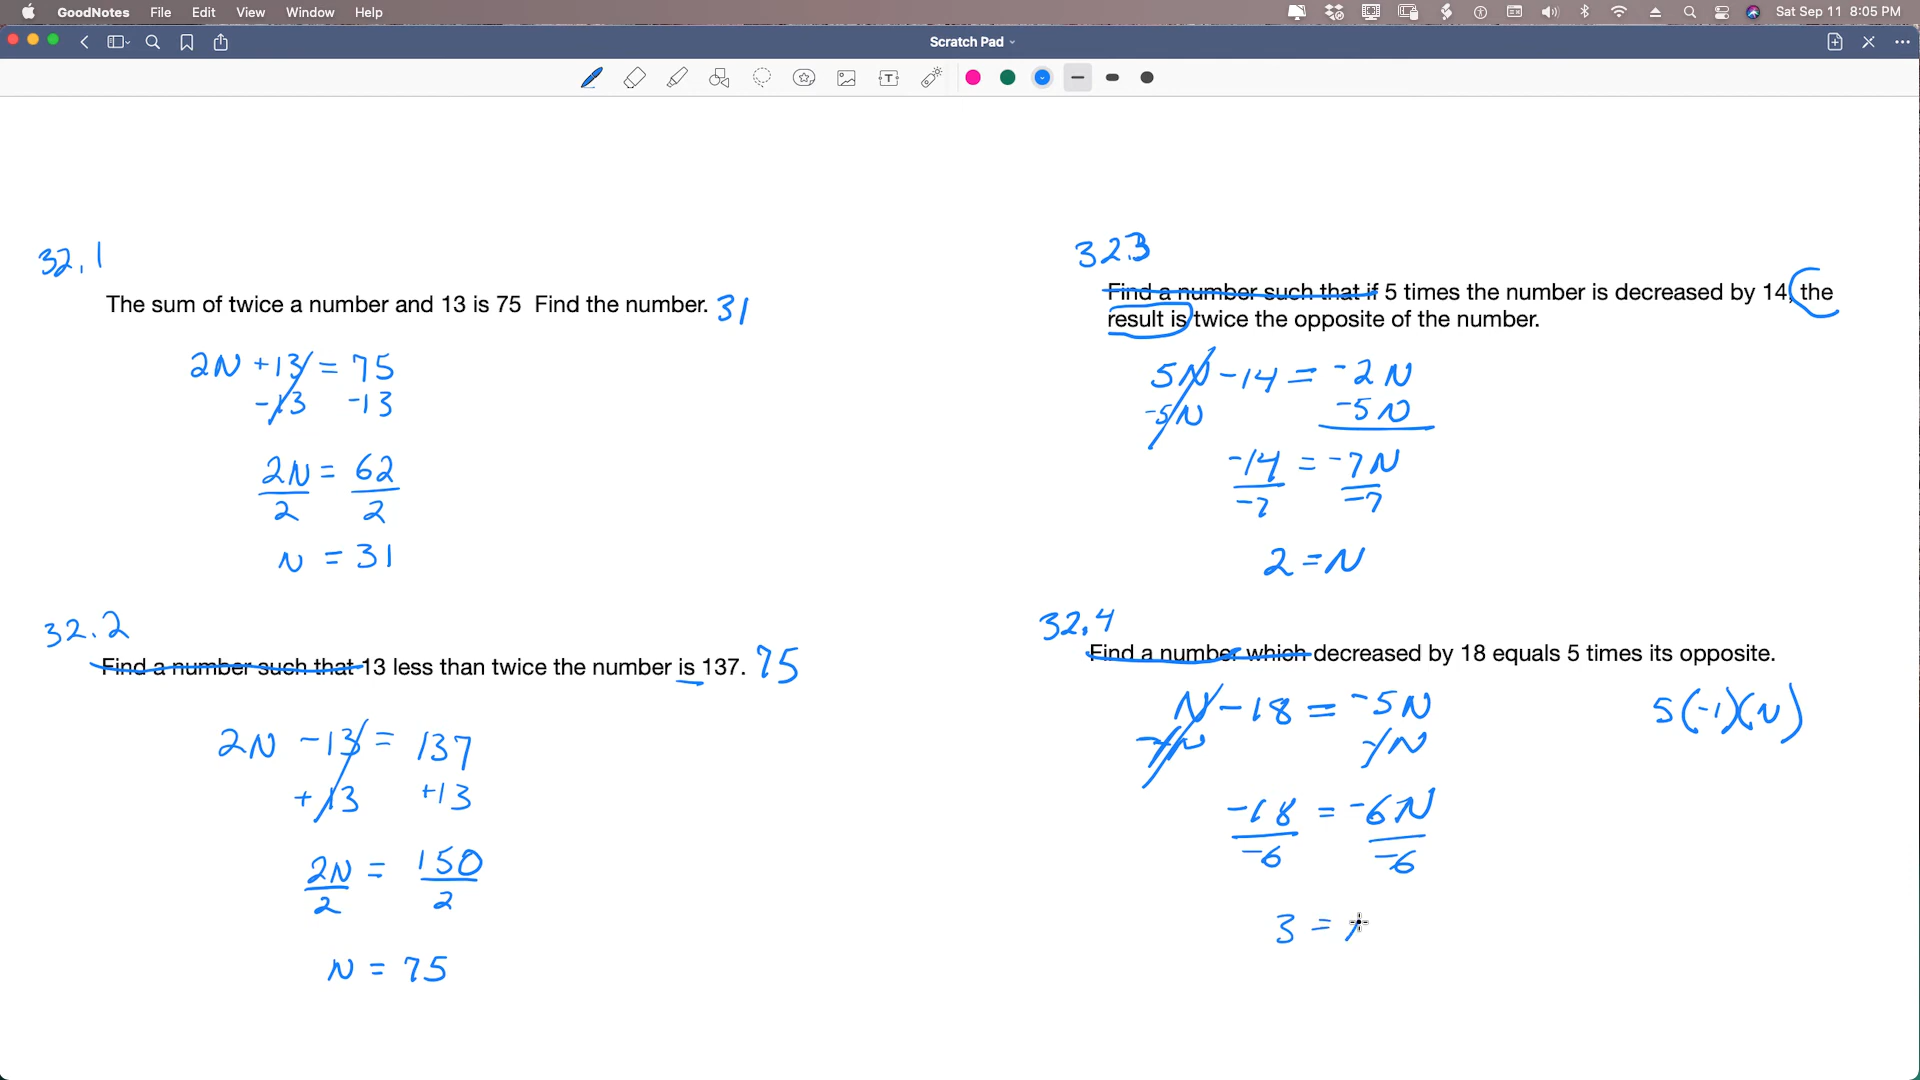 GoodNotes File Edit View Window Help Sat Sep 11 8:05 PM
Scratch Pad
T
32.1
The sum of twice a number and 13 is 75 Find the number. 31
2N +13 = 75
-13 -13
2N = 62
2 2
N = 31
32.2
Find a number such that 13 less than twice the number is 137. 75
2N -13 = 137
+13 +13
2N = 150
2 2
N = 75
32.3
Find a number such that if 5 times the number is decreased by 14, the
result is twice the opposite of the number.
5N -14 = -2N
-5N -5N
-14 = -7N
-7 -7
2 = N
32.4
Find a number which decreased by 18 equals 5 times its opposite.
N -18 = -5N 5(-1)(N)
-N -N
-18 = -6N
-6 -6
3 =